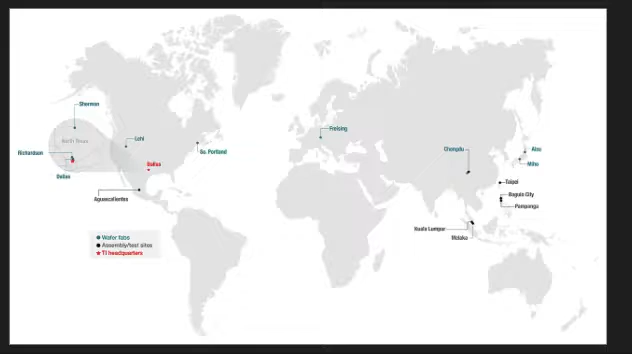 Sherman
North Texas
Richardson
Dallas
Lehi
Dallas
So. Portland
Aguascalientes
Freising
Chengdu
Aizu
Miho
Taipei
Baguio City
Pampanga
Kuala Lumpur
Melaka
Wafer fabs
Assembly/test sites
TI headquarters